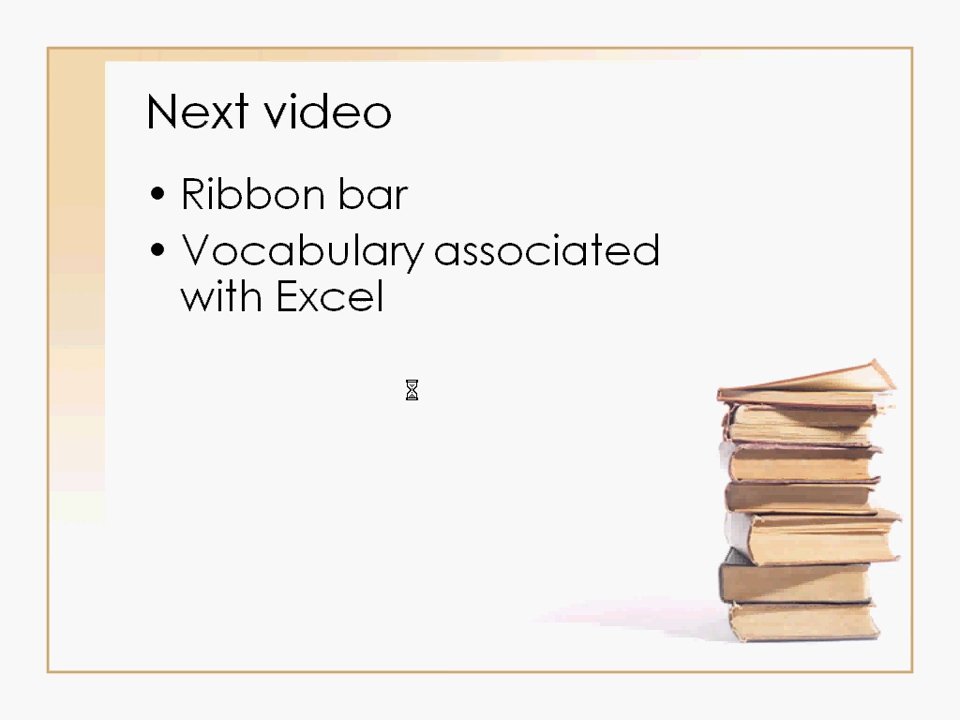 Next video
• Ribbon bar
• Vocabulary associated
with Excel